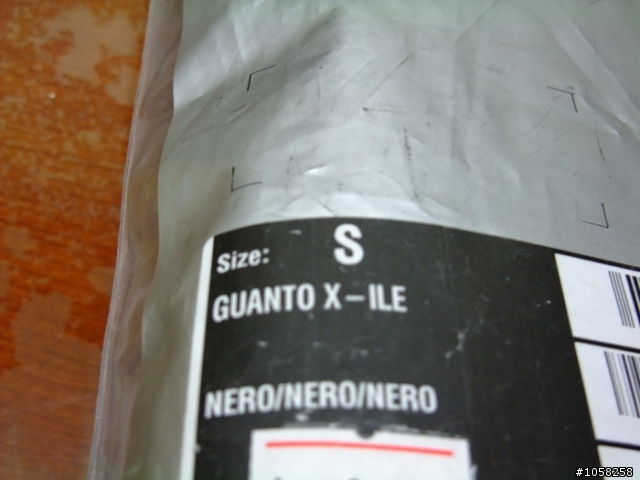 Size: S
GUANTO X-ILE
NERO/NERO/NERO
#1058258